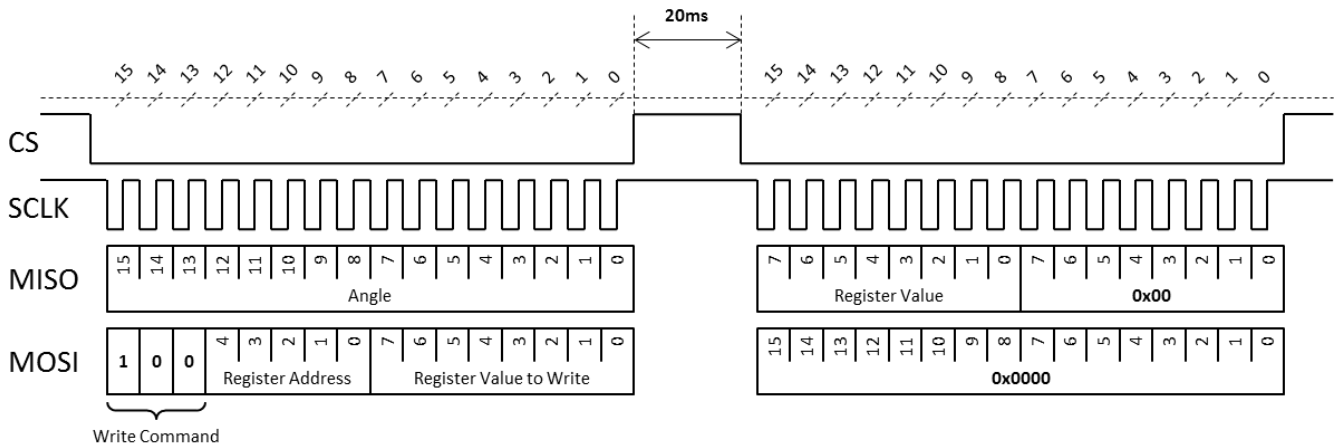 20ms
15 14 13 12 11 10 9 8 7 6 5 4 3 2 1 0 15 14 13 12 11 10 9 8 7 6 5 4 3 2 1 0
CS
SCLK
MISO 15 14 13 12 11 10 9 8 7 6 5 4 3 2 1 0 7 6 5 4 3 2 1 0 7 6 5 4 3 2 1 0
Angle Register Value 0x00
MOSI 1 0 0 4 3 2 1 0 7 6 5 4 3 2 1 0 15 14 13 12 11 10 9 8 7 6 5 4 3 2 1 0
Register Address Register Value to Write 0x0000
Write Command